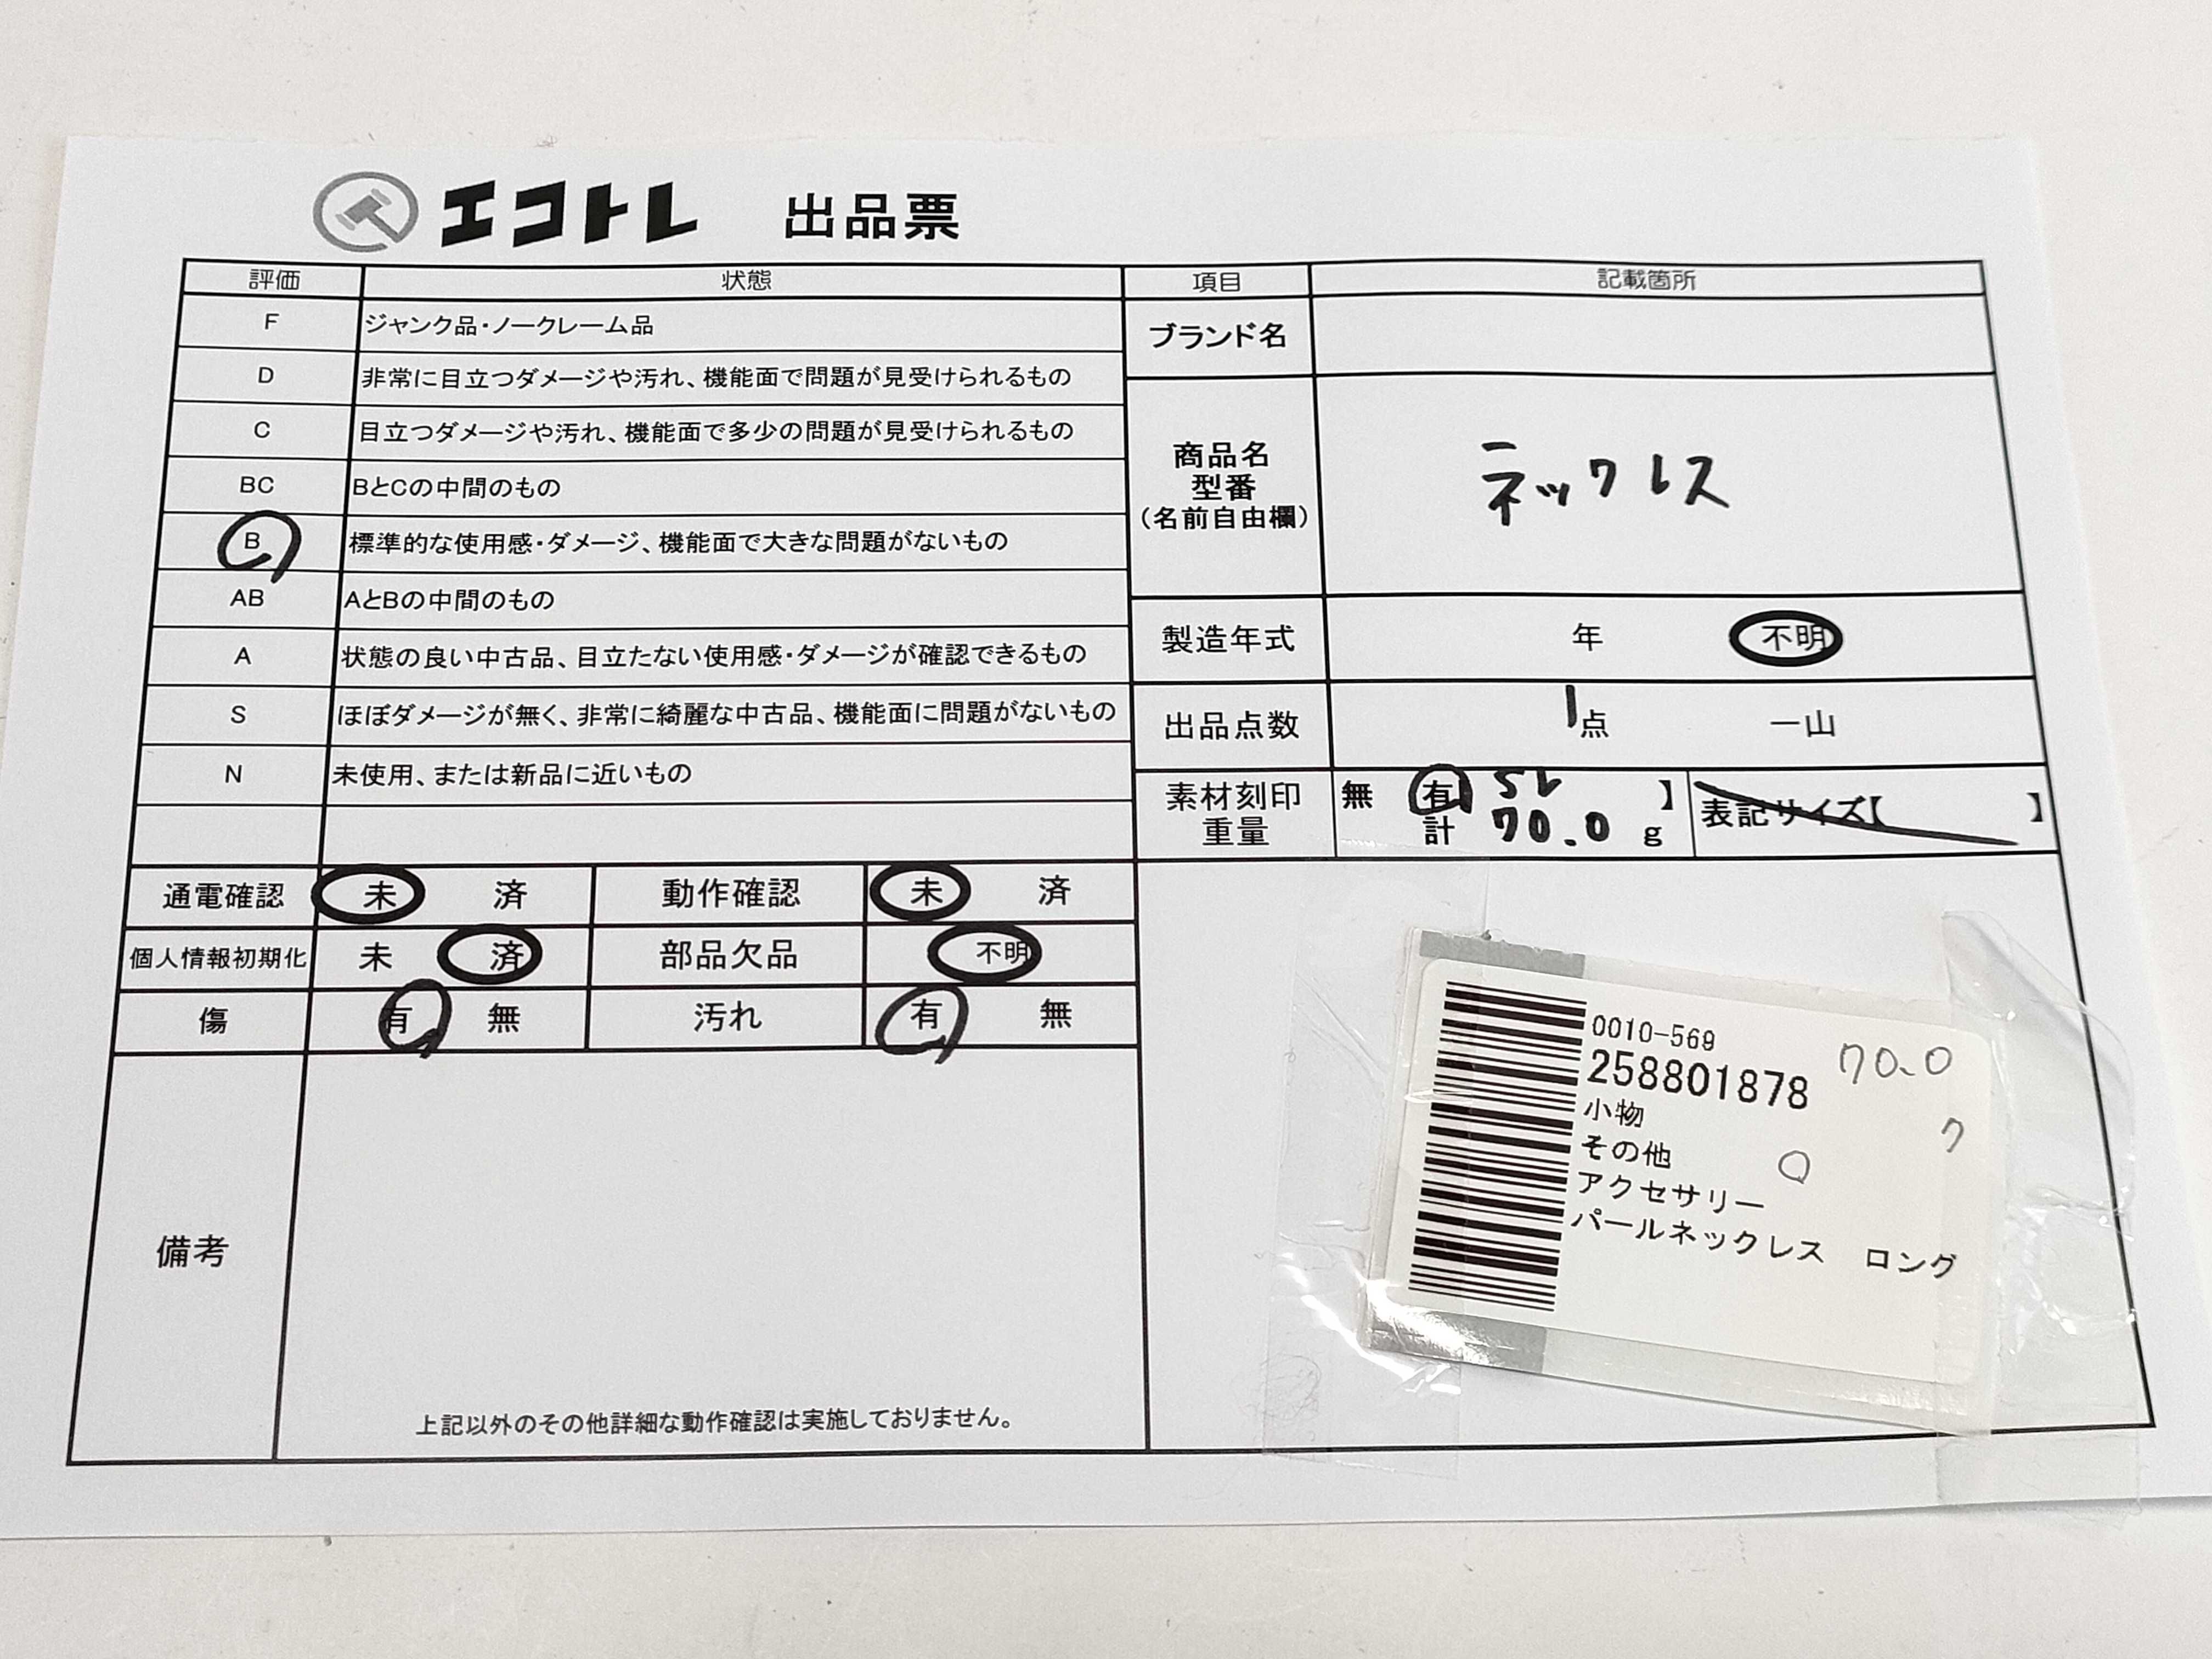 エコトレ 出品票
評価 状態
F ジャンク品・ノークレーム品
D 非常に目立つダメージや汚れ、機能面で問題が見受けられるもの
C 目立つダメージや汚れ、機能面で多少の問題が見受けられるもの
BC BとCの中間のもの
B 標準的な使用感・ダメージ、機能面で大きな問題がないもの
AB AとBの中間のもの
A 状態の良い中古品、目立たない使用感・ダメージが確認できるもの
S ほぼダメージが無く、非常に綺麗な中古品、機能面に問題がないもの
N 未使用、または新品に近いもの
通電確認 未 済 動作確認 未 済
個人情報初期化 未 済 部品欠品 不明
傷 有 無 汚れ 有 無
備考
上記以外のその他詳細な動作確認は実施しておりません。
項目 記載箇所
ブランド名
商品名
型番
(名前自由欄)
ネックレス
製造年式 年 不明
出品点数 1点 一山
素材刻印 無 有 SV 】
重量 計 70.0 g
表記サイズ【 】
0010-569
258801878
70.0
小物
ク
その他
アクセサリー
パールネックレス ロング